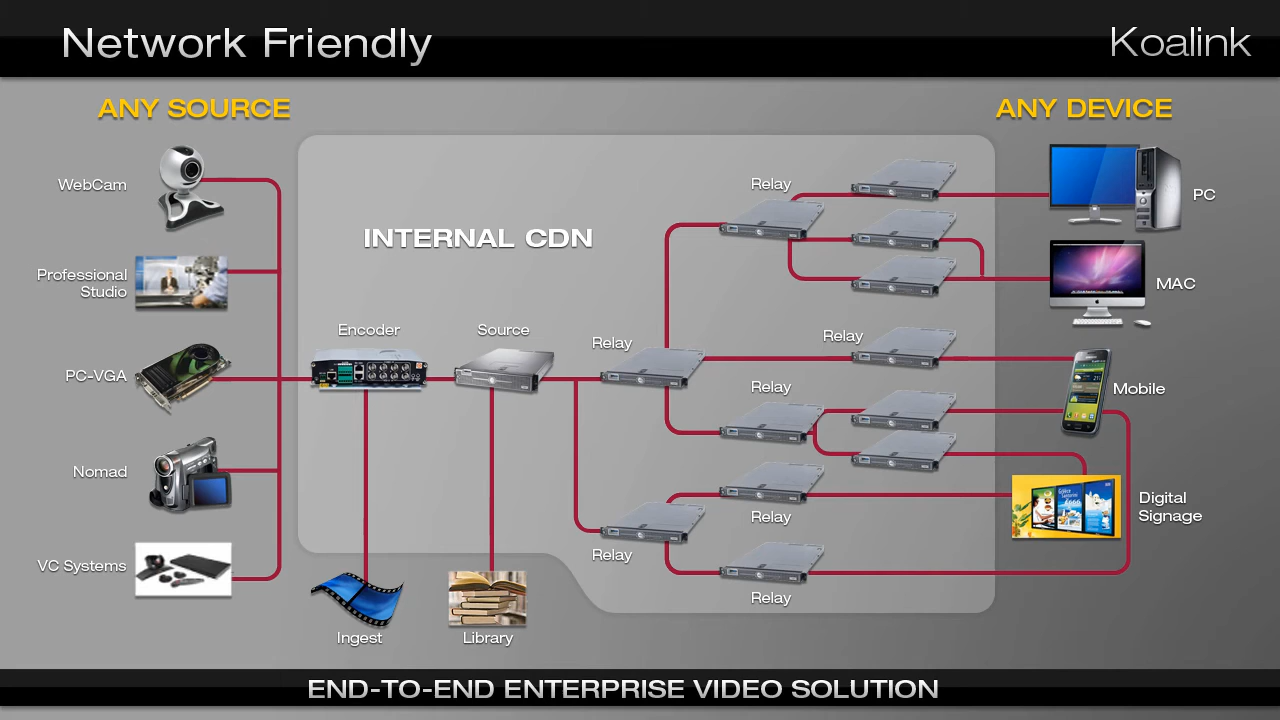 Network Friendly
Koalink
ANY SOURCE
ANY DEVICE
WebCam
Professional
Studio
PC-VGA
Nomad
VC Systems
INTERNAL CDN
Encoder
Source
Relay
Relay
Relay
Relay
Relay
Relay
Relay
Ingest
Library
PC
MAC
Mobile
Digital
Signage
END-TO-END ENTERPRISE VIDEO SOLUTION